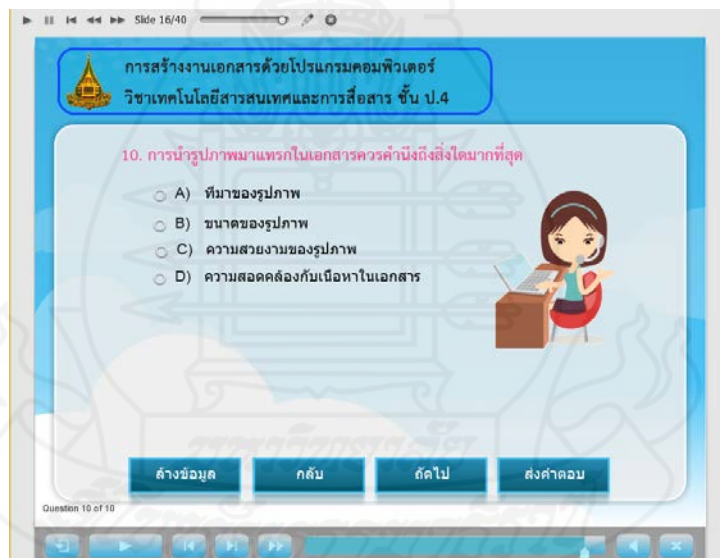 Slide 16/40
การสร้างงานเอกสารด้วยโปรแกรมคอมพิวเตอร์
วิชาเทคโนโลยีสารสนเทศและการสื่อสาร ชั้น ป.4
10. การนำรูปภาพมาแทรกในเอกสารควรคำนึงถึงสิ่งใดมากที่สุด
A) ที่มาของรูปภาพ
B) ขนาดของรูปภาพ
C) ความสวยงามของรูปภาพ
D) ความสอดคล้องกับเนื้อหาในเอกสาร
ล้างข้อมูล กลับ ถัดไป ส่งคำตอบ
Question 10 of 10